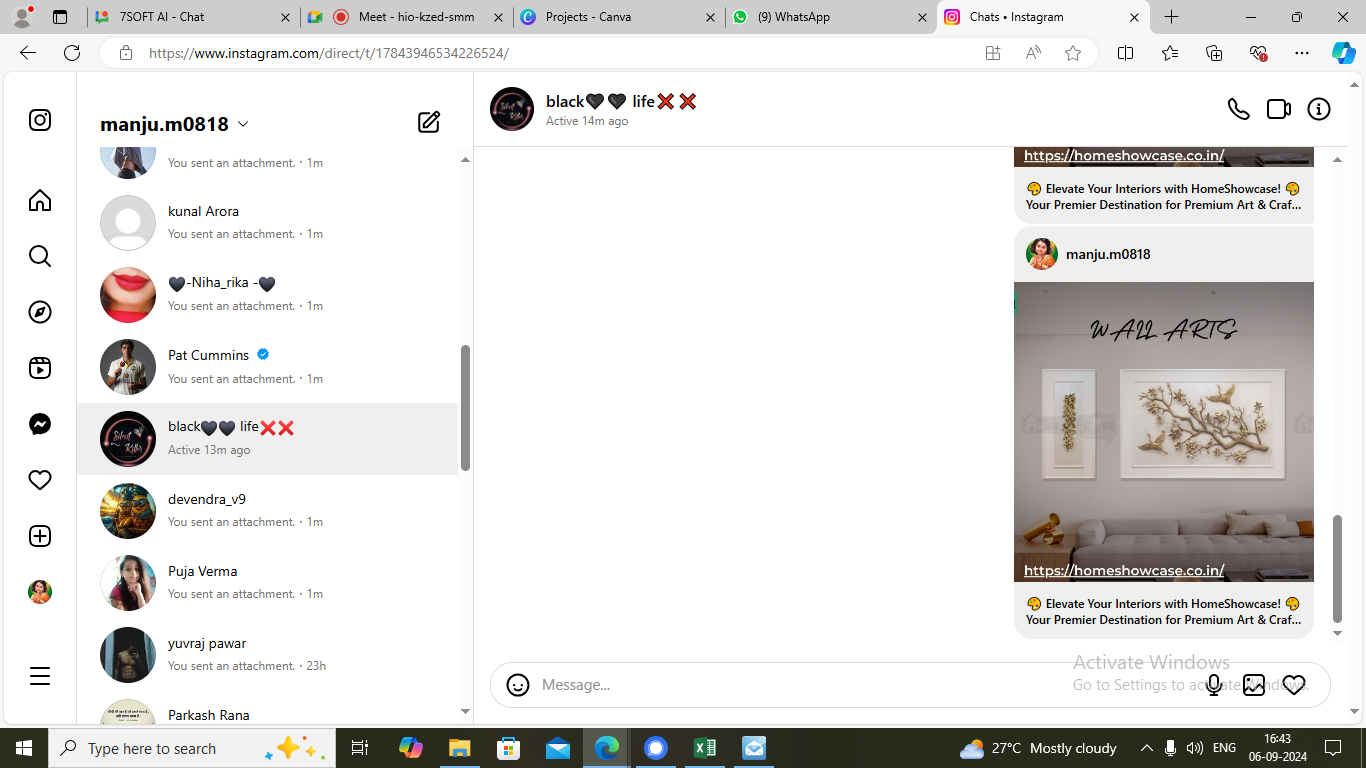 7SOFT AI - Chat
Meet - hio-kzed-smm
Projects - Canva
(9) WhatsApp
Chats • Instagram
https://www.instagram.com/direct/t/17843946534226524/
manju.m0818
You sent an attachment. · 1m
kunal Arora
You sent an attachment. · 1m
🖤-Niha_rika -🖤
You sent an attachment. · 1m
Pat Cummins
You sent an attachment. · 1m
black🖤🖤 life❌❌
Active 13m ago
devendra_v9
You sent an attachment. · 1m
Puja Verma
You sent an attachment. · 1m
yuvraj pawar
You sent an attachment. · 23h
Parkash Rana
black🖤🖤 life❌❌
Active 14m ago
https://homeshowcase.co.in/
🎨 Elevate Your Interiors with HomeShowcase! 🎨
Your Premier Destination for Premium Art & Craf...
manju.m0818
WALL ARTS
https://homeshowcase.co.in/
🎨 Elevate Your Interiors with HomeShowcase! 🎨
Your Premier Destination for Premium Art & Craf...
Activate Windows
Go to Settings to activate Windows.
Message...
Type here to search
27°C Mostly cloudy
ENG
16:43
06-09-2024